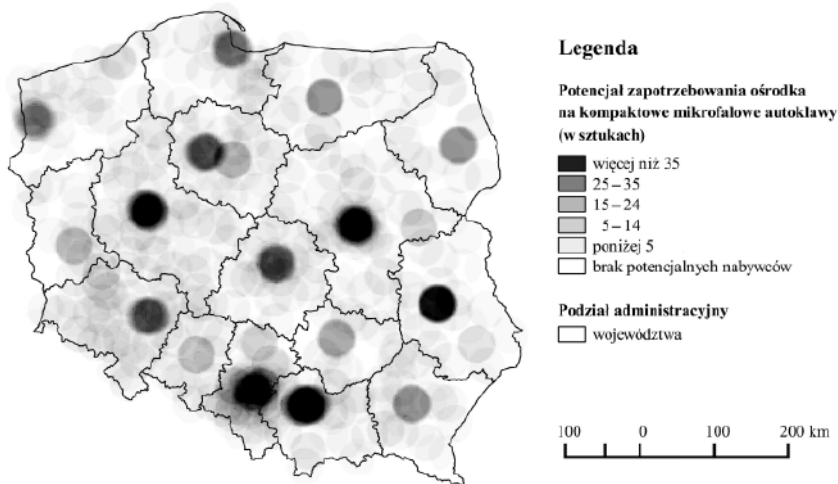 Legenda
Potencjał zapotrzebowania ośrodka
na kompaktowe mikrofalowe autoklawy
(w sztukach)
więcej niż 35
25–35
15–24
5–14
poniżej 5
brak potencjalnych nabywców
Podział administracyjny
województwa
100 0 100 200 km